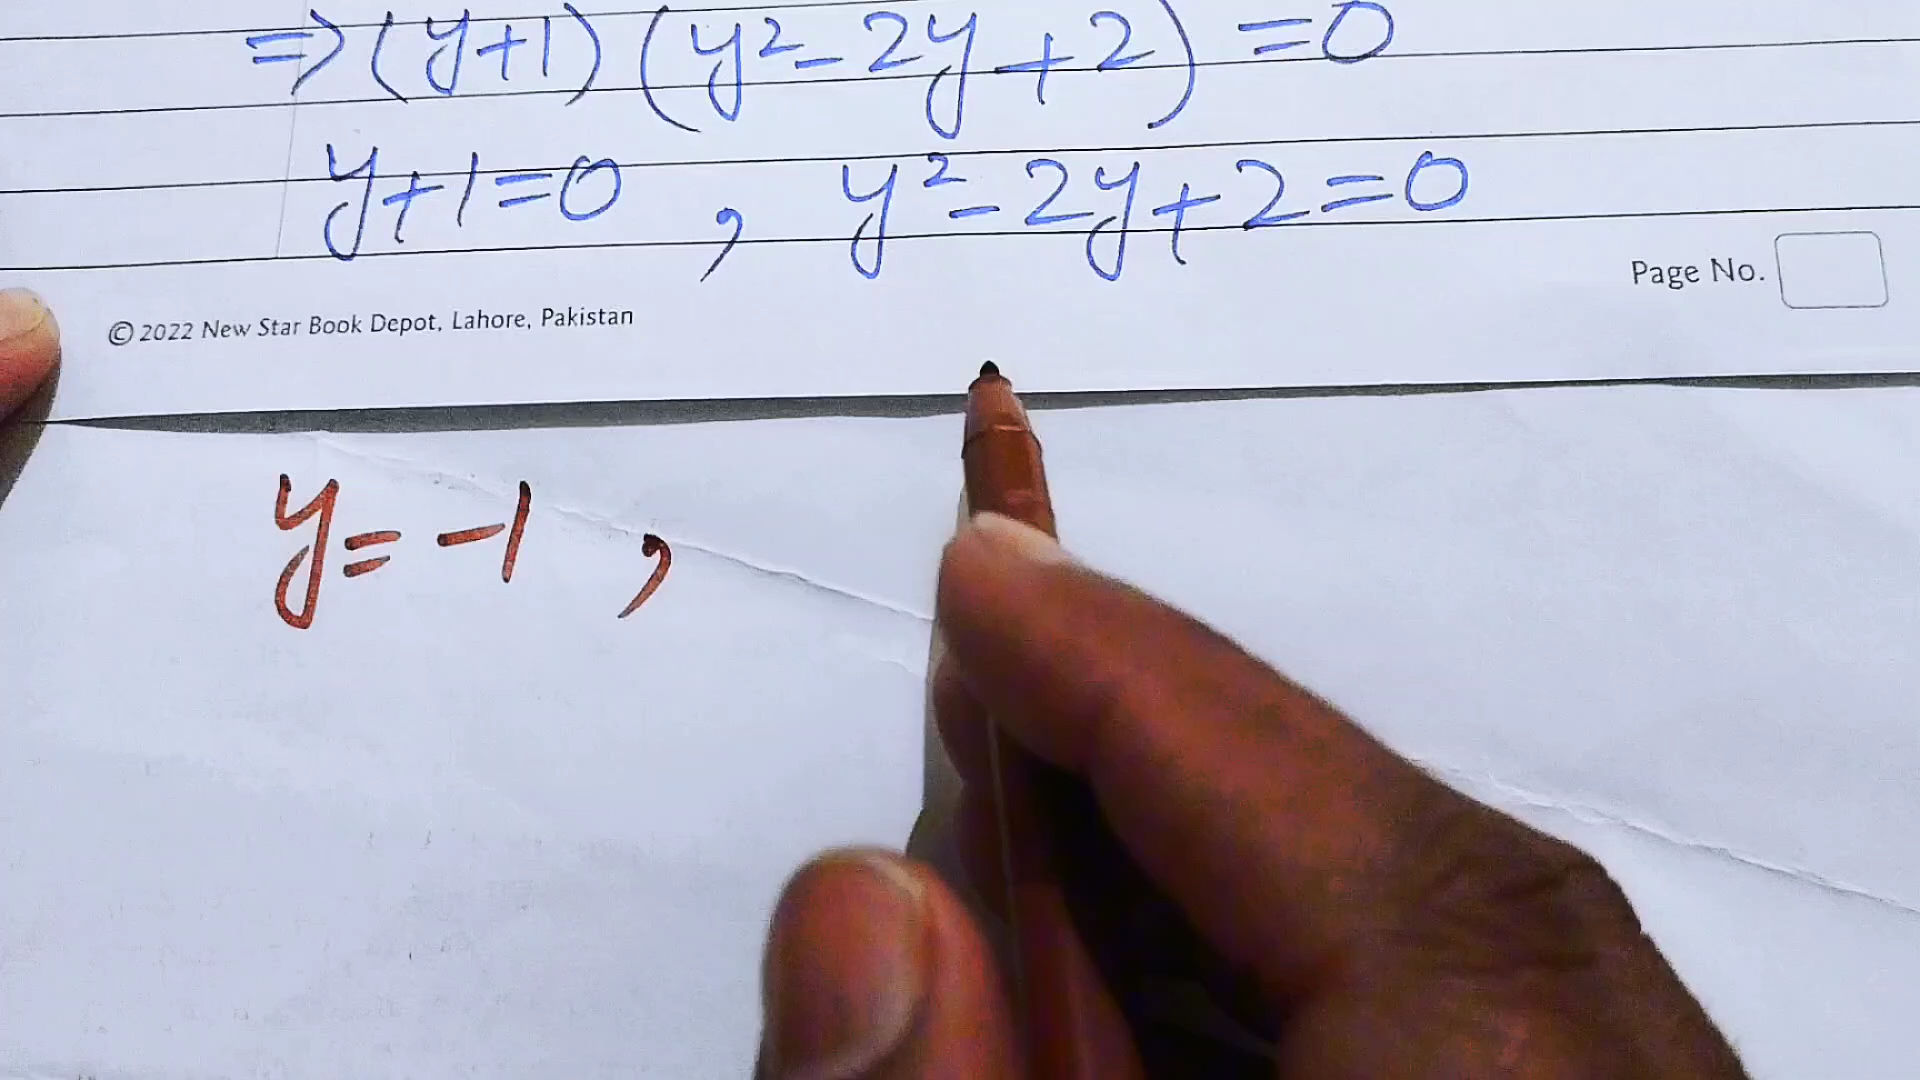 => (y+1) (y²-2y+2) =0
y+1=0 , y²-2y+2=0
Page No.
© 2022 New Star Book Depot, Lahore, Pakistan
y= -1 ,